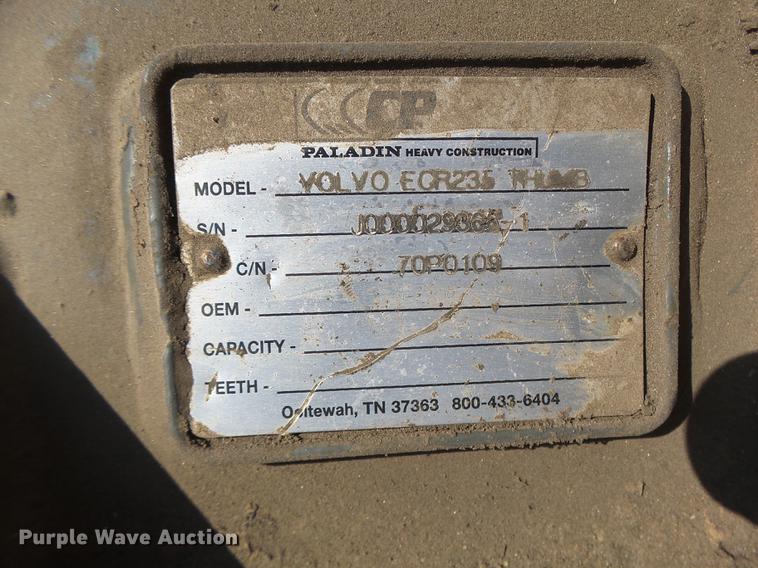 CP
PALADIN HEAVY CONSTRUCTION
MODEL - VOLVO ECR235 THUMB
S/N -
C/N - 70P0109
OEM -
CAPACITY -
TEETH -
Ooltewah, TN 37363 800-433-6404
Purple Wave Auction